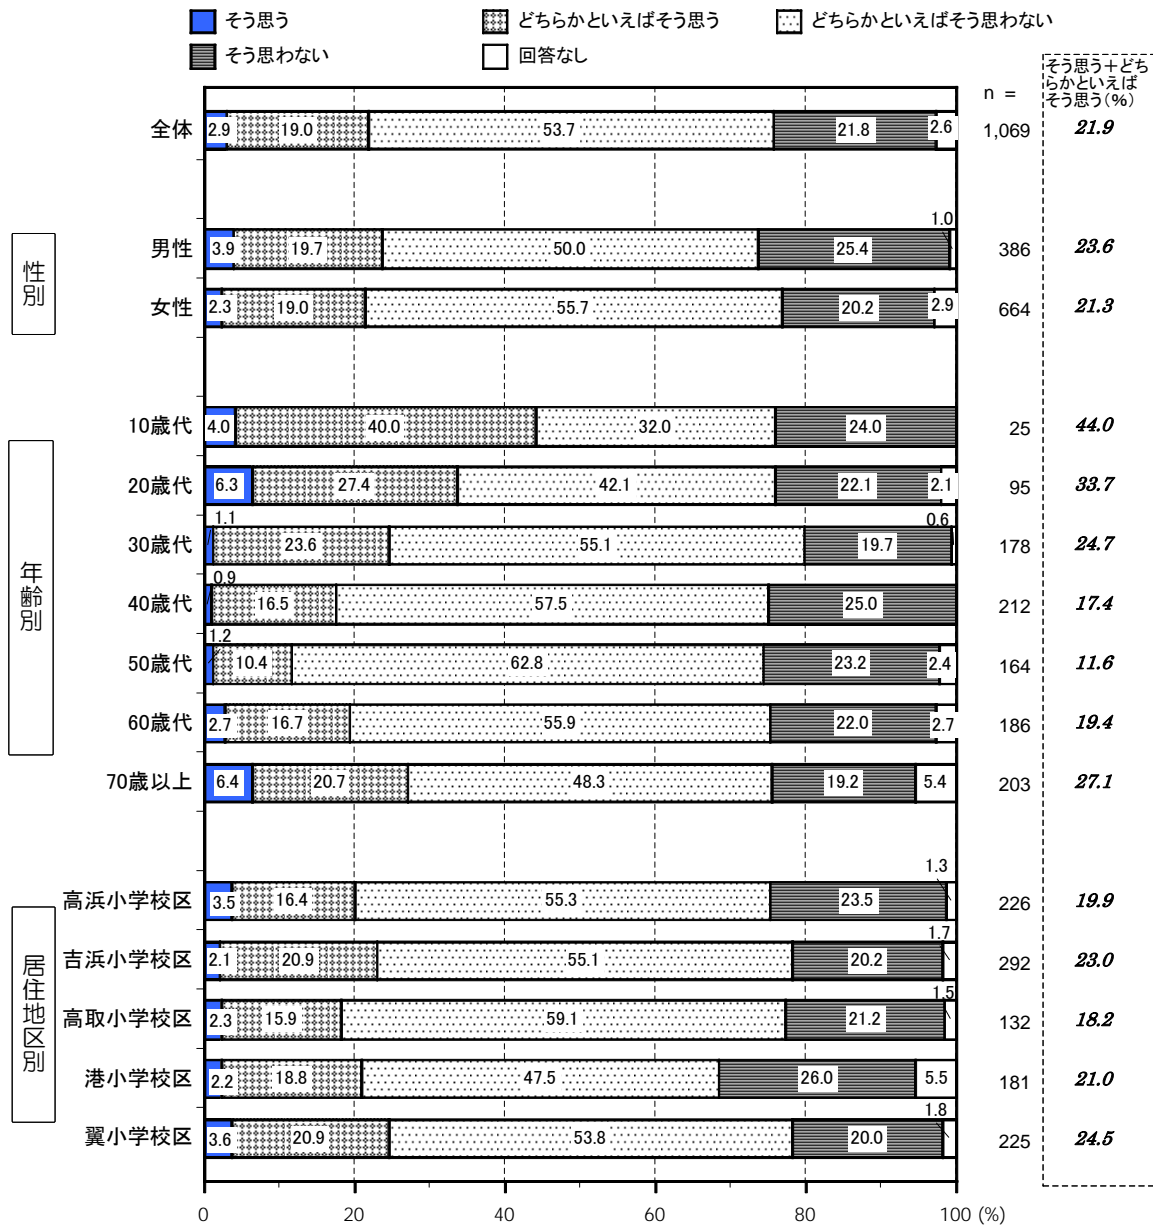 そう思う どちらかといえばそう思う どちらかといえばそう思わない
そう思わない 回答なし
n =
そう思う＋どち
らかといえば
そう思う(%)
全体 2.9 19.0 53.7 21.8 2.6 1,069 21.9
性別
男性 3.9 19.7 50.0 25.4 1.0 386 23.6
女性 2.3 19.0 55.7 20.2 2.9 664 21.3
年齢別
10歳代 4.0 40.0 32.0 24.0 25 44.0
20歳代 6.3 27.4 42.1 22.1 2.1 95 33.7
30歳代 1.1 23.6 55.1 19.7 0.6 178 24.7
40歳代 0.9 16.5 57.5 25.0 212 17.4
50歳代 1.2 10.4 62.8 23.2 2.4 164 11.6
60歳代 2.7 16.7 55.9 22.0 2.7 186 19.4
70歳以上 6.4 20.7 48.3 19.2 5.4 203 27.1
居住地区別
高浜小学校区 3.5 16.4 55.3 23.5 1.3 226 19.9
吉浜小学校区 2.1 20.9 55.1 20.2 1.7 292 23.0
高取小学校区 2.3 15.9 59.1 21.2 1.5 132 18.2
港小学校区 2.2 18.8 47.5 26.0 5.5 181 21.0
翼小学校区 3.6 20.9 53.8 20.0 1.8 225 24.5
0 20 40 60 80 100 (%)